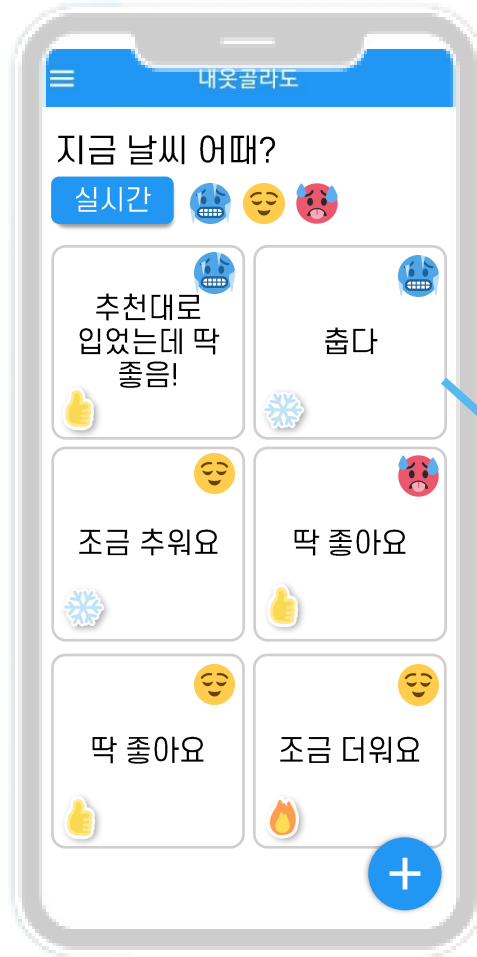 내옷골라도
지금 날씨 어때?
실시간
추천대로
입었는데 딱
좋음!
춥다
조금 추워요
딱 좋아요
딱 좋아요
조금 더워요